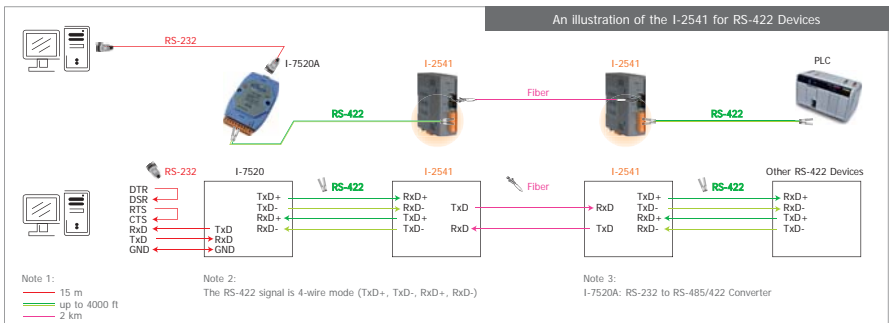 An illustration of the I-2541 for RS-422 Devices
RS-232
I-7520A
I-2541
I-2541
PLC
RS-422
Fiber
RS-422
RS-232
I-7520
RS-422
I-2541
Fiber
I-2541
RS-422
Other RS-422 Devices
DTR
DSR
RTS
CTS
RxD
TxD
GND
TxD
RxD
GND
TxD+
TxD-
RxD+
RxD-
RxD+
RxD-
TxD+
TxD-
TxD
RxD
RxD
TxD
TxD+
TxD-
RxD+
RxD-
RxD+
RxD-
TxD+
TxD-
Note 1:
15 m
up to 4000 ft
2 km
Note 2:
The RS-422 signal is 4-wire mode (TxD+, TxD-, RxD+, RxD-)
Note 3:
I-7520A: RS-232 to RS-485/422 Converter